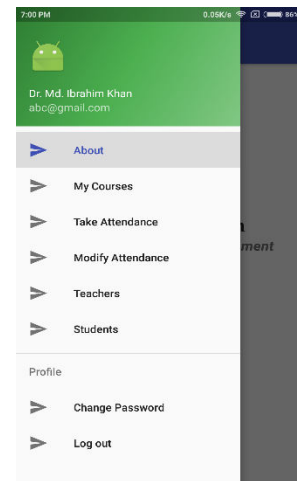 7:00 PM 0.05K/s 86%
Dr. Md. Ibrahim Khan
abc@gmail.com
About
My Courses
Take Attendance
Modify Attendance
Teachers
Students
Profile
Change Password
Log out